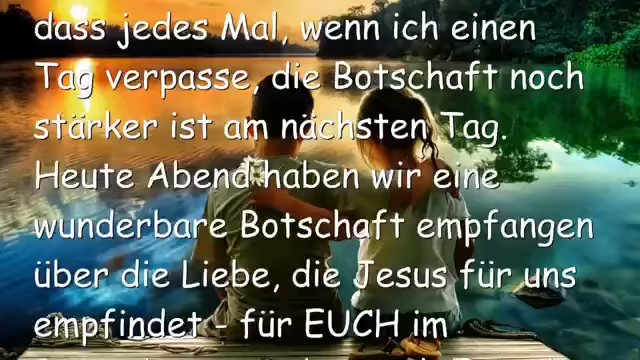 dass jedes Mal, wenn ich einen
Tag verpasse, die Botschaft noch
stärker ist am nächsten Tag.
Heute Abend haben wir eine
wunderbare Botschaft empfangen
über die Liebe, die Jesus für uns
empfindet - für EUCH im